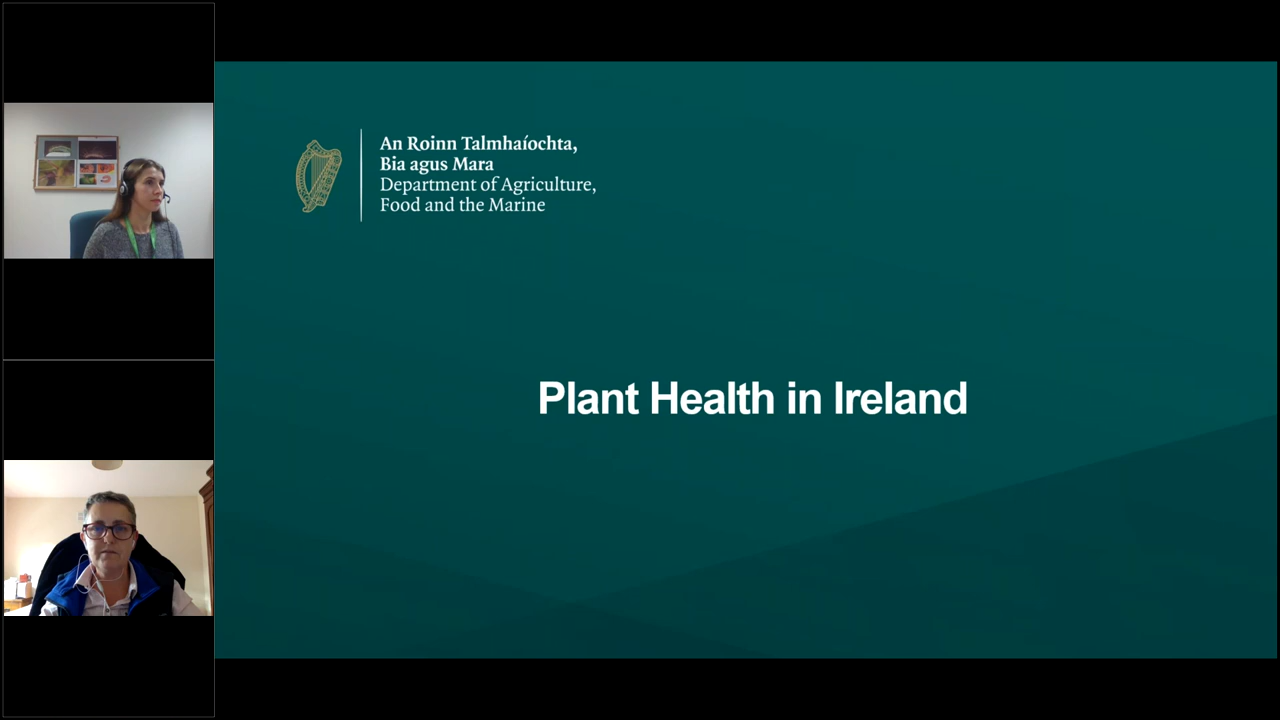 An Roinn Talmhaíochta,
Bia agus Mara
Department of Agriculture,
Food and the Marine
Plant Health in Ireland